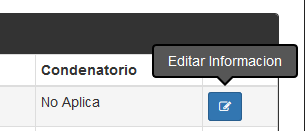 Editar Informacion
Condenatorio
No Aplica